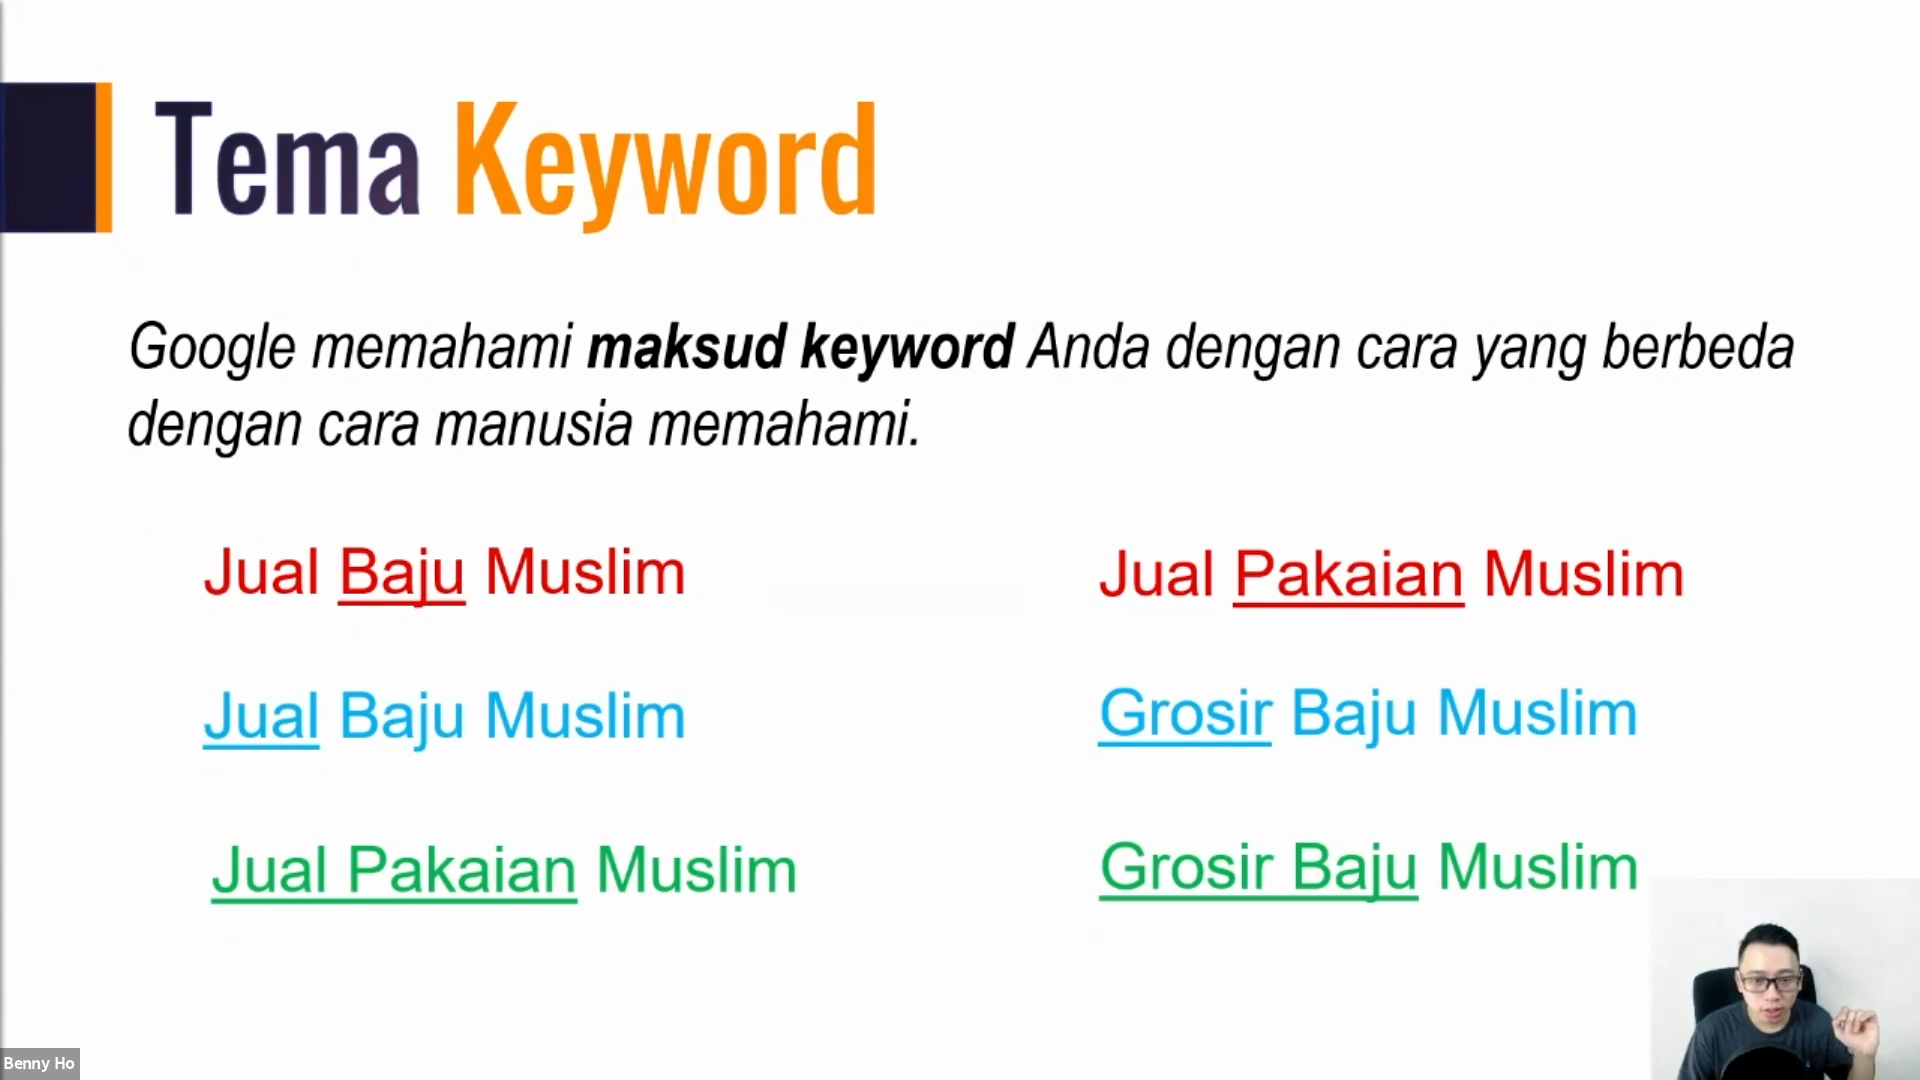 Tema Keyword
Google memahami maksud keyword Anda dengan cara yang berbeda
dengan cara manusia memahami.
Jual Baju Muslim
Jual Pakaian Muslim
Jual Baju Muslim
Grosir Baju Muslim
Jual Pakaian Muslim
Grosir Baju Muslim
Benny Ho